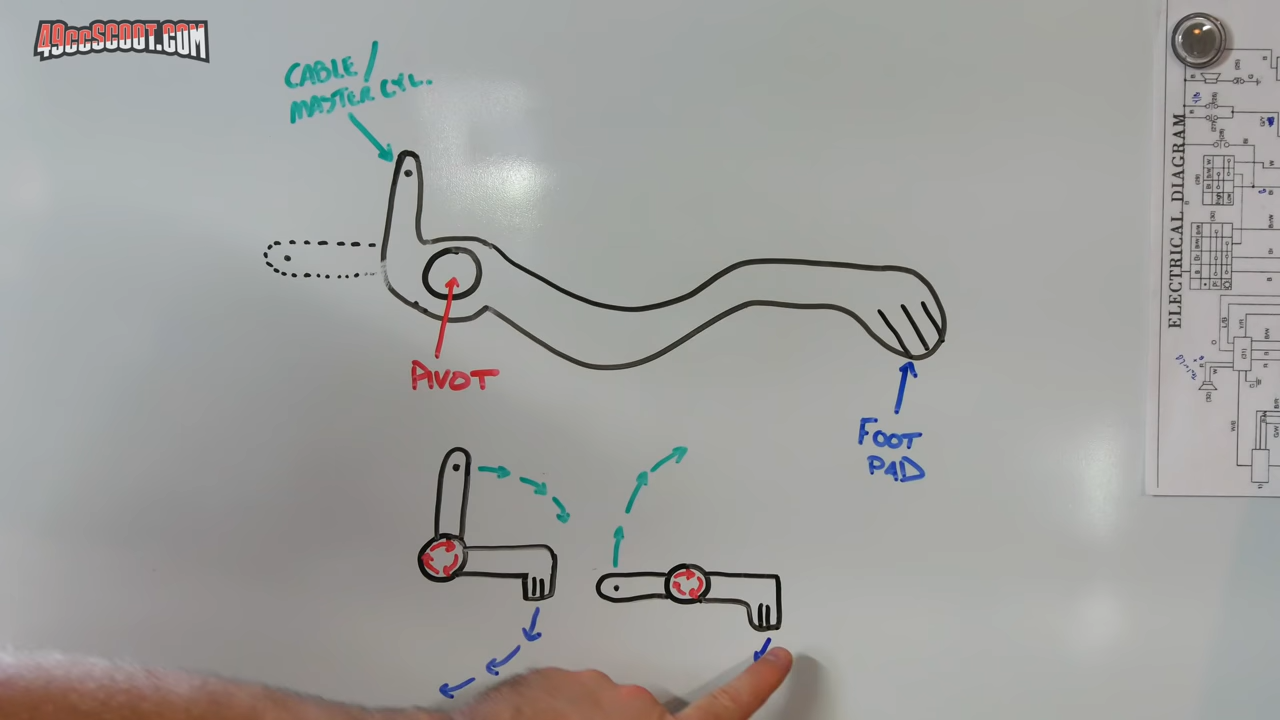 49ccSCOOT.COM
CABLE/
MASTER CYL.
PIVOT
FOOT
PAD
ELECTRICAL DIAGRAM